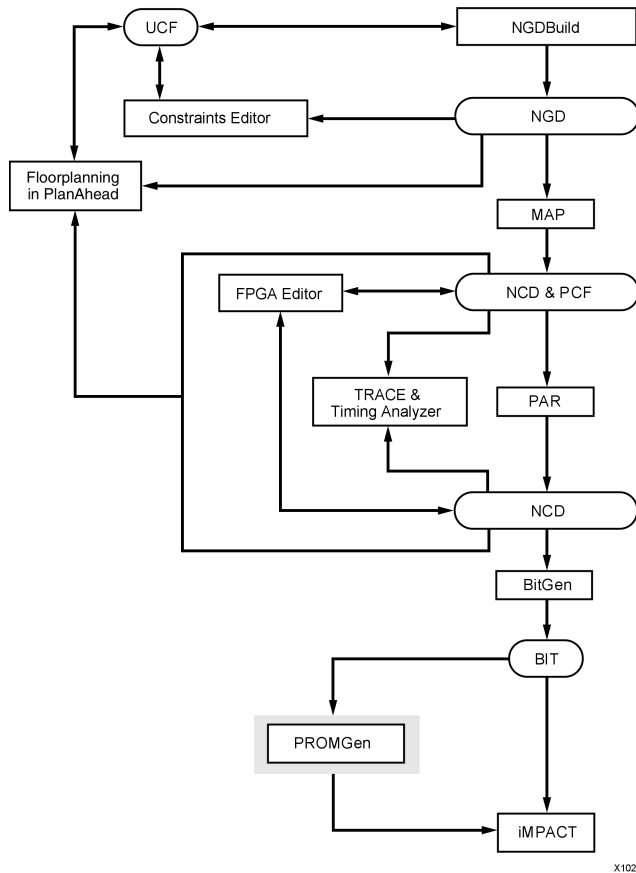 UCF
NGDBuild
Constraints Editor
NGD
Floorplanning
in PlanAhead
MAP
FPGA Editor
NCD & PCF
TRACE &
Timing Analyzer
PAR
NCD
BitGen
BIT
PROMGen
iMPACT
X102